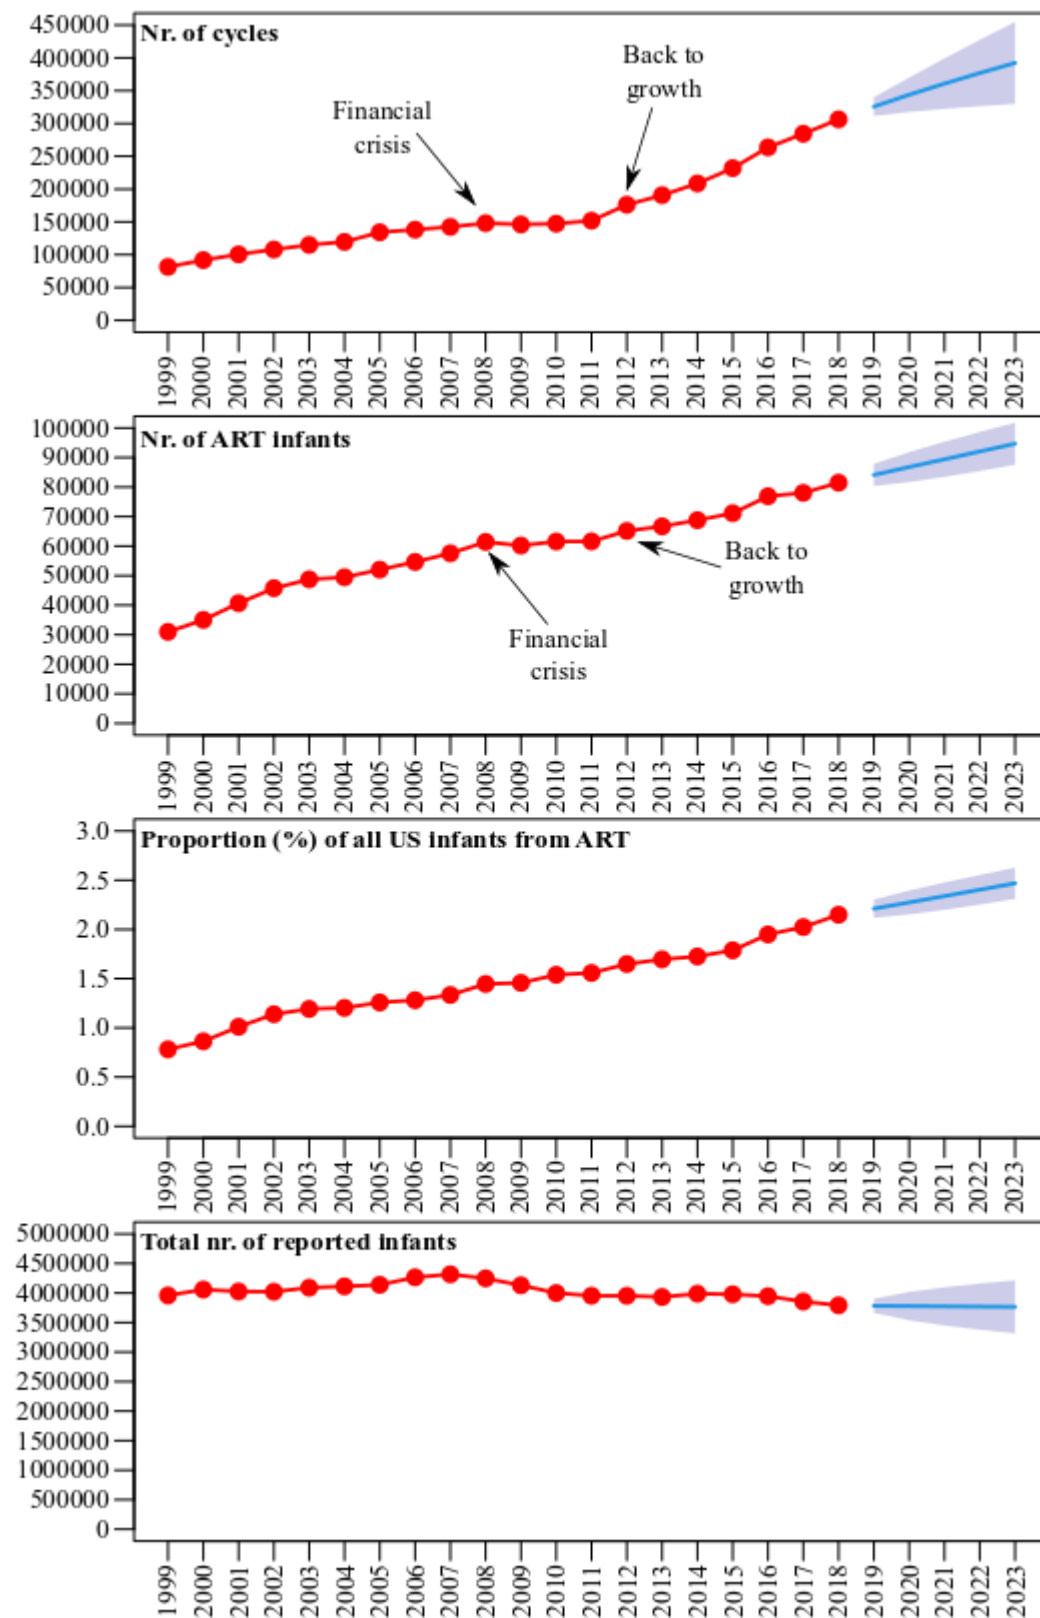 Nr. of cycles
450000
400000
350000
300000
250000
200000
150000
100000
50000
0
Financial
crisis
Back to
growth
1999 2000 2001 2002 2003 2004 2005 2006 2007 2008 2009 2010 2011 2012 2013 2014 2015 2016 2017 2018 2019 2020 2021 2022 2023
Nr. of ART infants
100000
90000
80000
70000
60000
50000
40000
30000
20000
10000
0
Back to
growth
Financial
crisis
1999 2000 2001 2002 2003 2004 2005 2006 2007 2008 2009 2010 2011 2012 2013 2014 2015 2016 2017 2018 2019 2020 2021 2022 2023
Proportion (%) of all US infants from ART
3.0
2.5
2.0
1.5
1.0
0.5
0.0
1999 2000 2001 2002 2003 2004 2005 2006 2007 2008 2009 2010 2011 2012 2013 2014 2015 2016 2017 2018 2019 2020 2021 2022 2023
Total nr. of reported infants
5000000
4500000
4000000
3500000
3000000
2500000
2000000
1500000
1000000
500000
0
1999 2000 2001 2002 2003 2004 2005 2006 2007 2008 2009 2010 2011 2012 2013 2014 2015 2016 2017 2018 2019 2020 2021 2022 2023